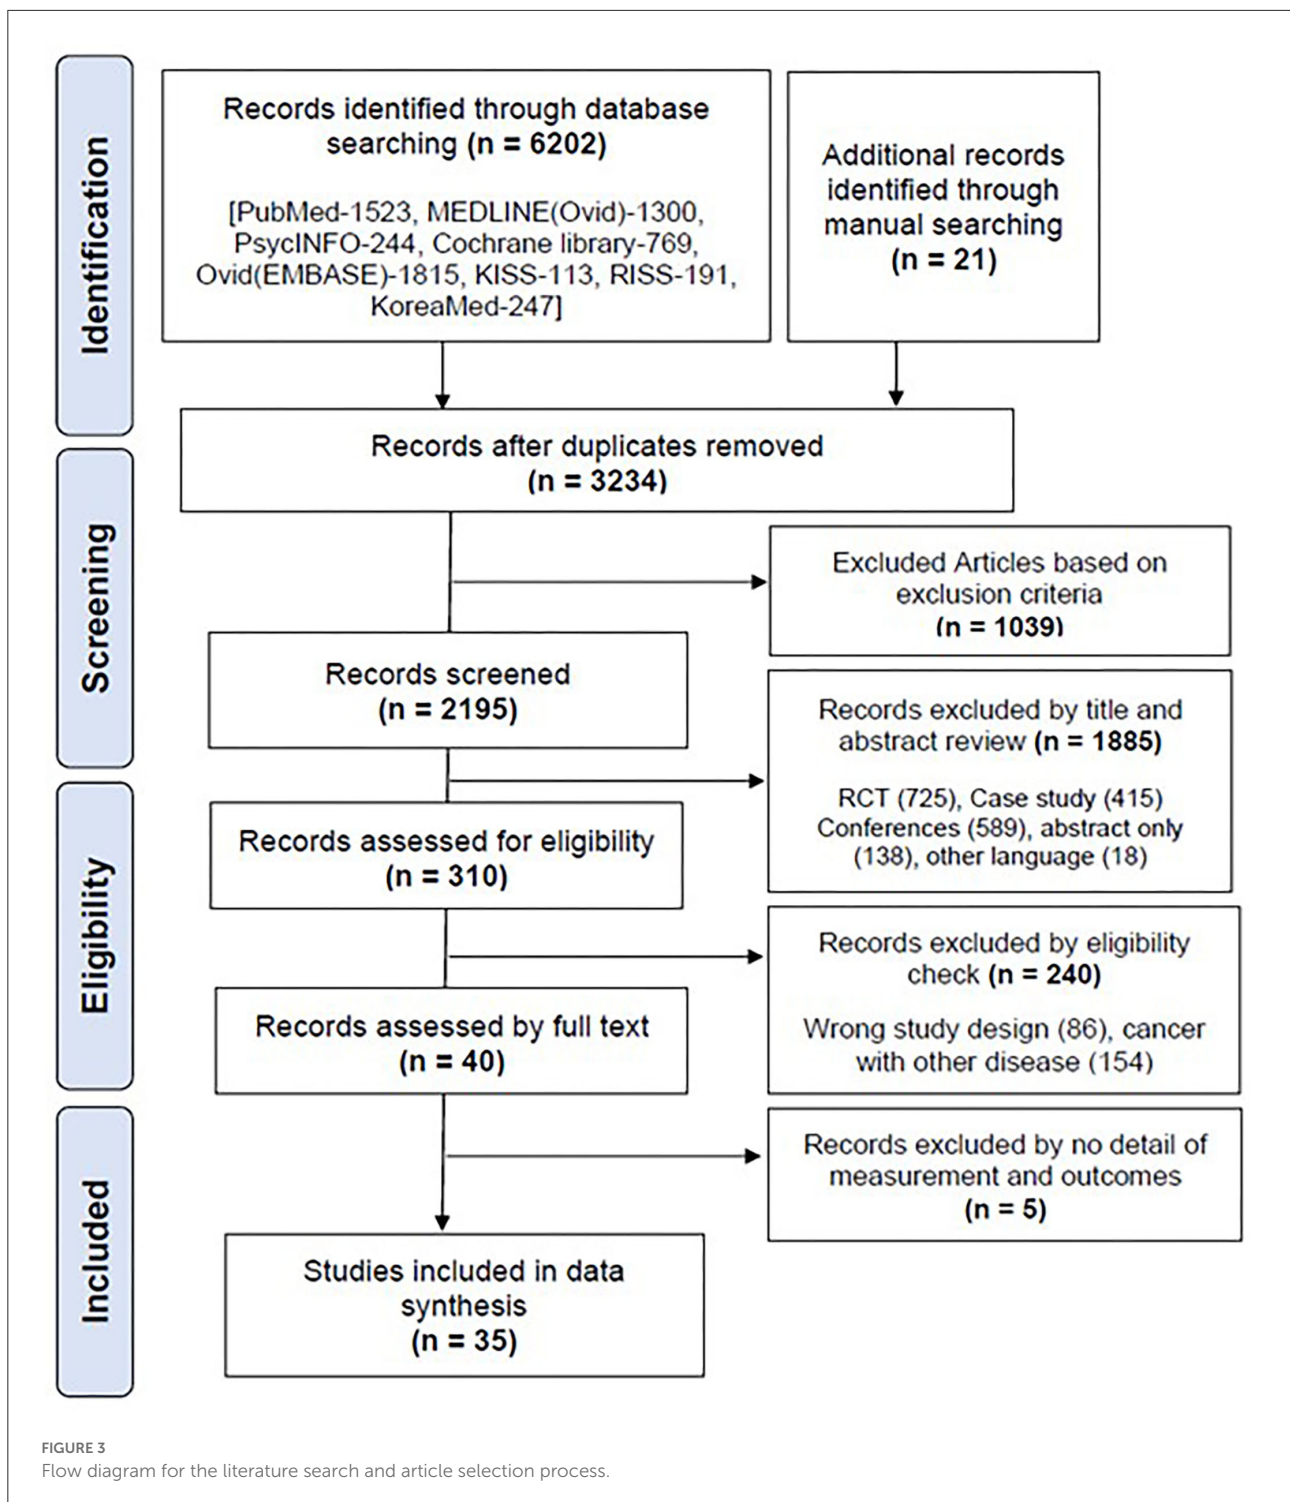 Identification
Records identified through database
searching (n = 6202)
[PubMed-1523, MEDLINE(Ovid)-1300,
PsycINFO-244, Cochrane library-769,
Ovid(EMBASE)-1815, KISS-113, RISS-191,
KoreaMed-247]
Additional records
identified through
manual searching
(n = 21)
Records after duplicates removed
(n = 3234)
Screening
Excluded Articles based on
exclusion criteria
(n = 1039)
Records screened
(n = 2195)
Records excluded by title and
abstract review (n = 1885)
RCT (725), Case study (415)
Conferences (589), abstract only
(138), other language (18)
Eligibility
Records assessed for eligibility
(n = 310)
Records excluded by eligibility
check (n = 240)
Wrong study design (86), cancer
with other disease (154)
Records assessed by full text
(n = 40)
Included
Records excluded by no detail of
measurement and outcomes
(n = 5)
Studies included in data
synthesis
(n = 35)
FIGURE 3
Flow diagram for the literature search and article selection process.